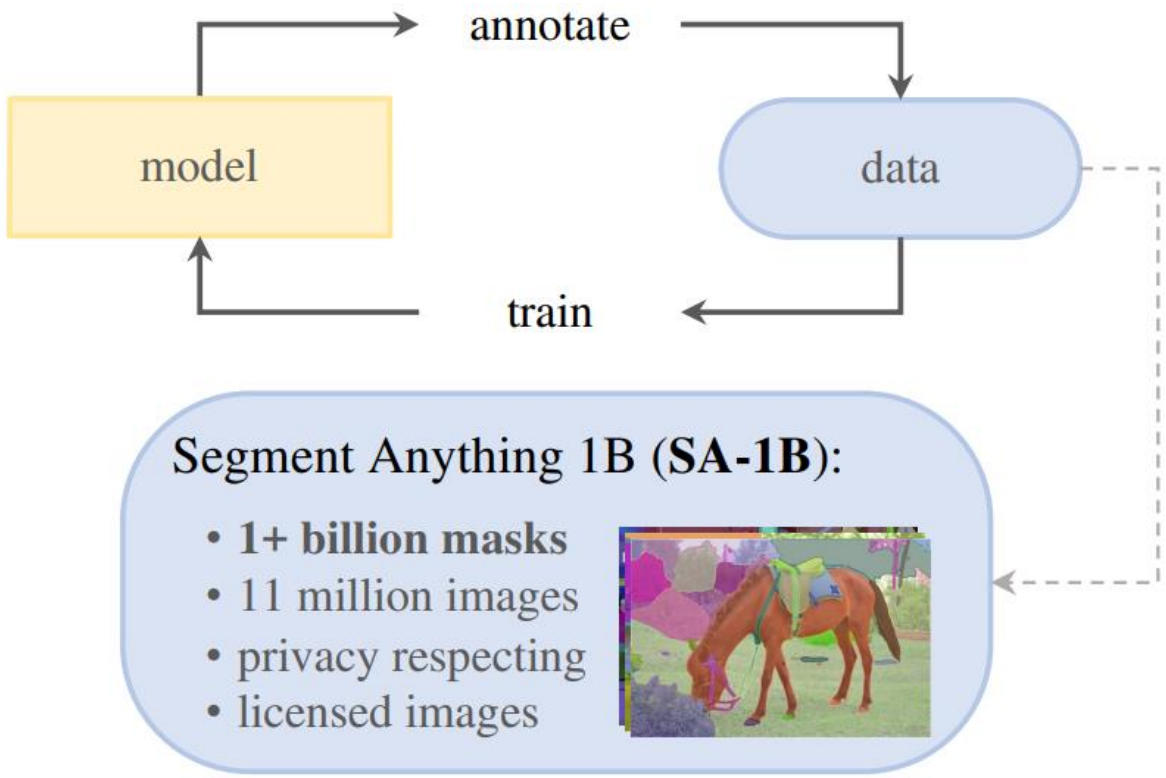 annotate
model
data
train
Segment Anything 1B (SA-1B):
• 1+ billion masks
• 11 million images
• privacy respecting
• licensed images